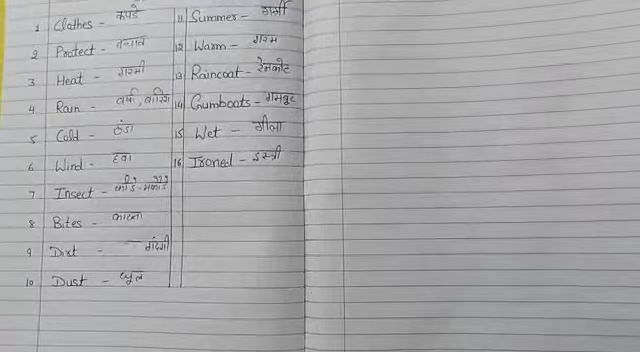 1 Clothes - कपडे
2 Protect - बचाव
3 Heat - गरमी
4 Rain - वर्षा, बारिश
5 Cold - ठंडा
6 Wind - हवा
7 Insect - कीडे-मकोडे
8 Bites - काटना
9 Dirt - गंदगी
10 Dust - धूल
11 Summer - गर्मी
12 Warm - गरम
13 Raincoat - रेनकोट
14 Gumboots - गमबूट
15 Wet - गीला
16 Ironed - इस्त्री